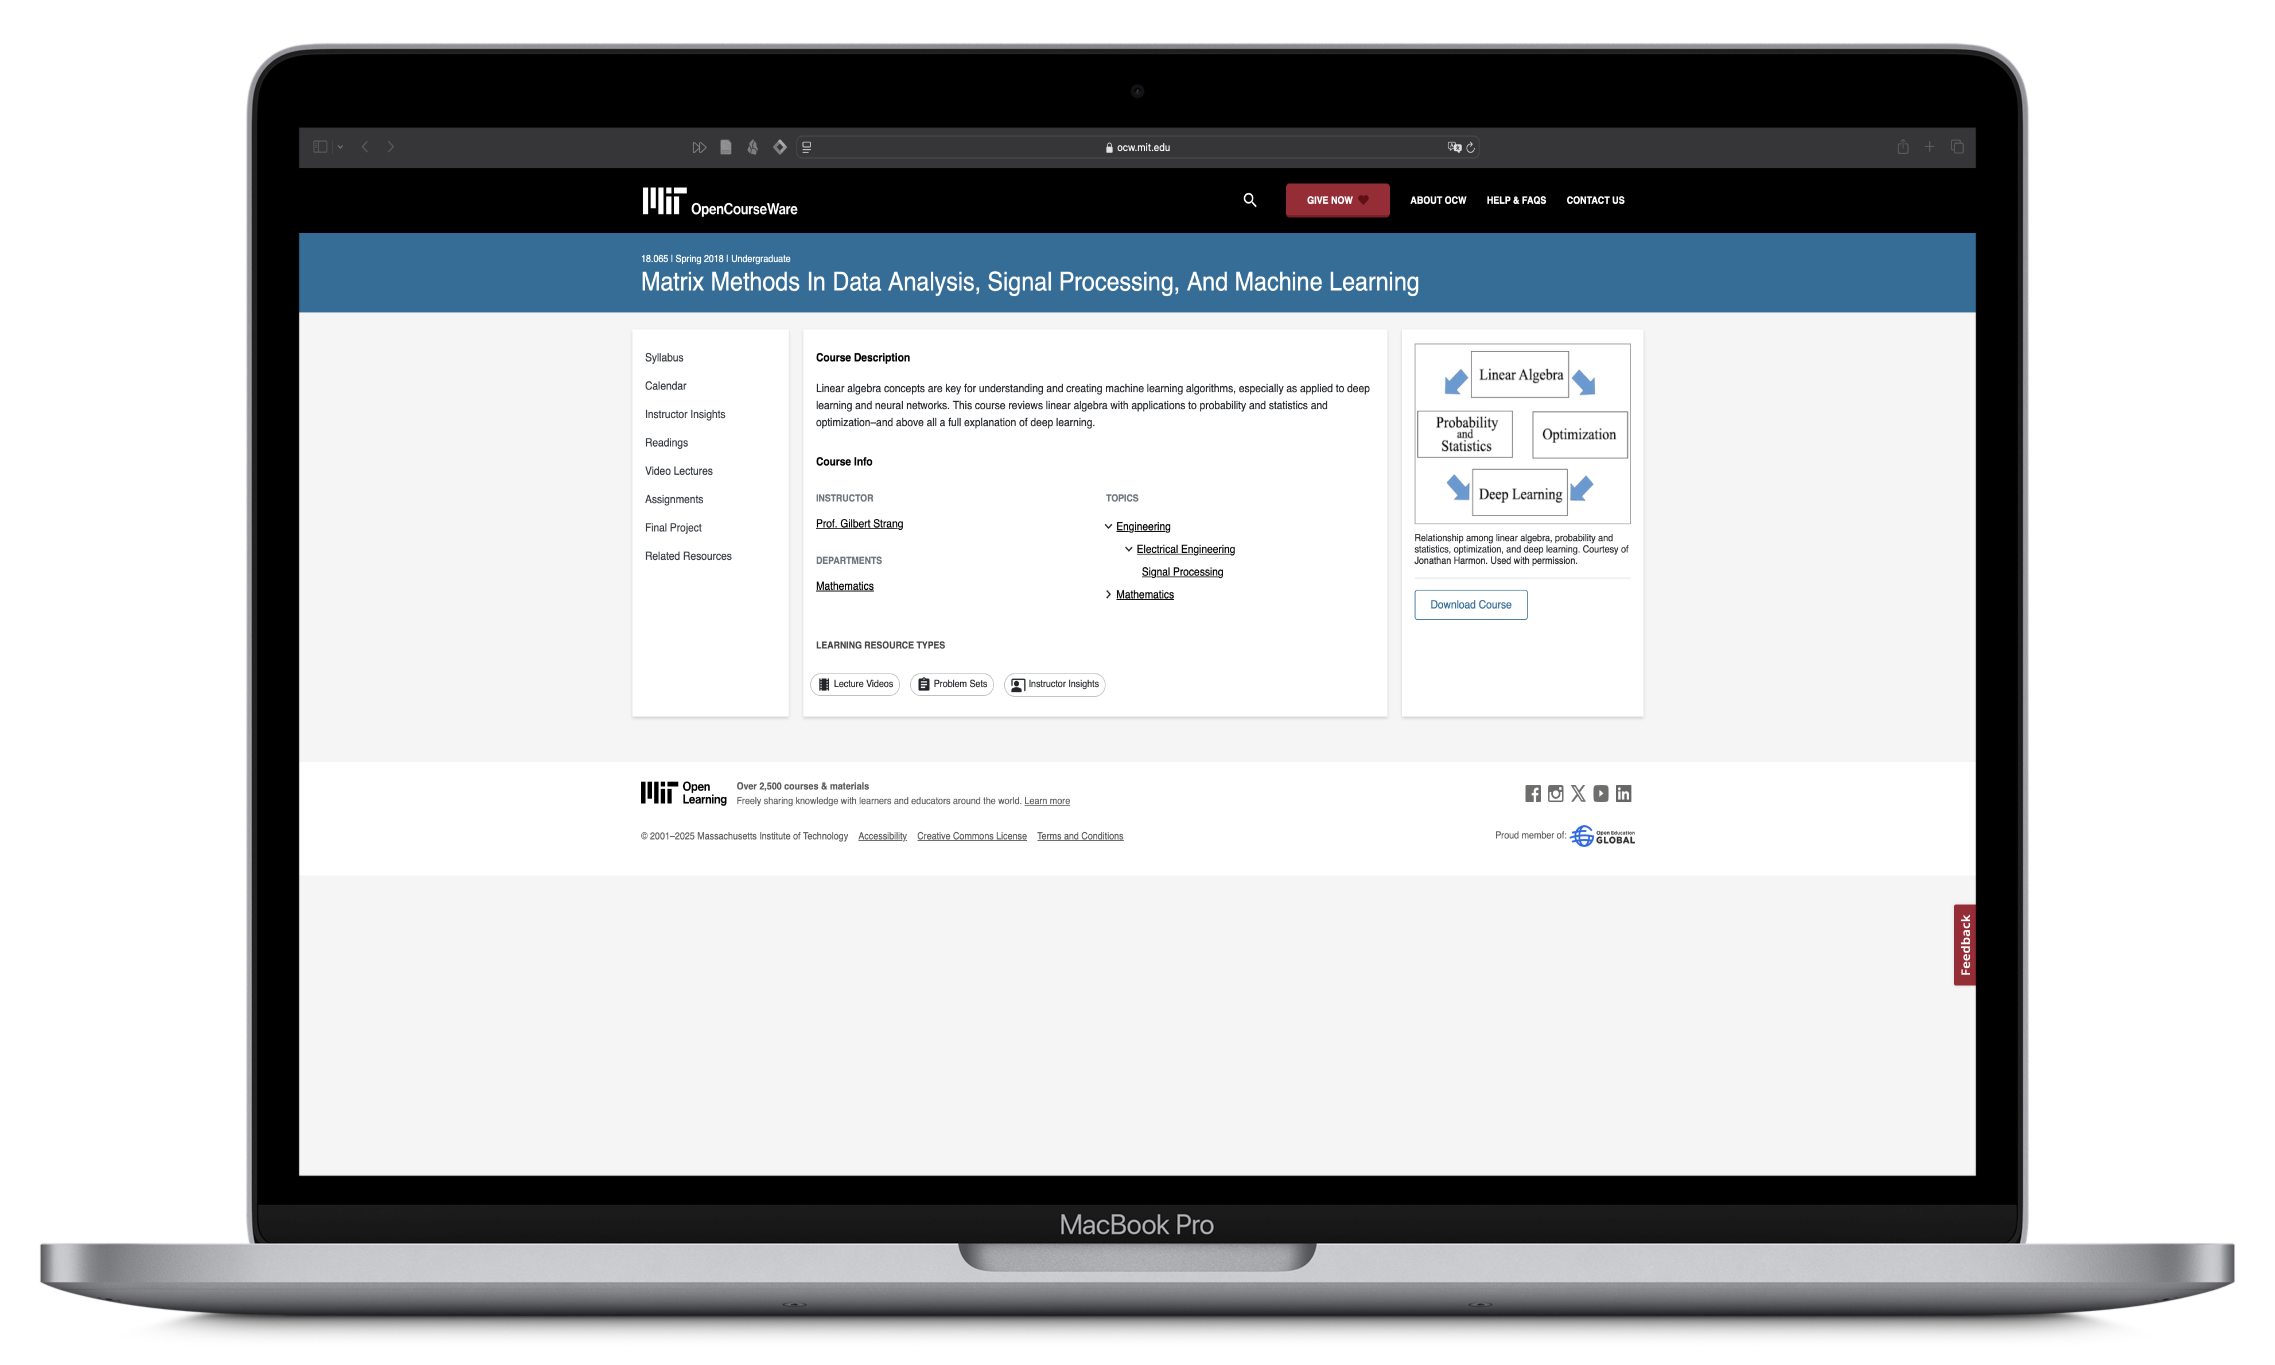 ocw.mit.edu
MIT OpenCourseWare
GIVE NOW
ABOUT OCW
HELP & FAQS
CONTACT US
18.065 | Spring 2018 | Undergraduate
Matrix Methods In Data Analysis, Signal Processing, And Machine Learning
Syllabus
Calendar
Instructor Insights
Readings
Video Lectures
Assignments
Final Project
Related Resources
Course Description
Linear algebra concepts are key for understanding and creating machine learning algorithms, especially as applied to deep
learning and neural networks. This course reviews linear algebra with applications to probability and statistics and
optimization–and above all a full explanation of deep learning.
Course Info
INSTRUCTOR
Prof. Gilbert Strang
DEPARTMENTS
Mathematics
TOPICS
Engineering
Electrical Engineering
Signal Processing
Mathematics
LEARNING RESOURCE TYPES
Lecture Videos
Problem Sets
Instructor Insights
Linear Algebra
Probability
and
Statistics
Optimization
Deep Learning
Relationship among linear algebra, probability and
statistics, optimization, and deep learning. Courtesy of
Jonathan Harmon. Used with permission.
Download Course
MIT Open
Learning
Over 2,500 courses & materials
Freely sharing knowledge with learners and educators around the world. Learn more
© 2001–2025 Massachusetts Institute of Technology
Accessibility
Creative Commons License
Terms and Conditions
Proud member of:
Open Education
GLOBAL
Feedback
MacBook Pro